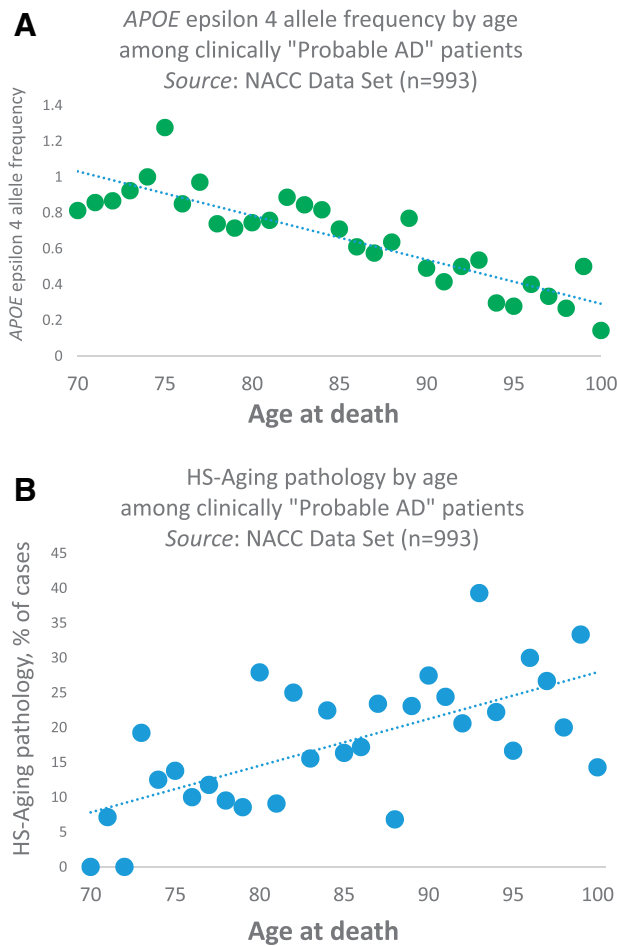 A
APOE epsilon 4 allele frequency by age
among clinically "Probable AD" patients
Source: NACC Data Set (n=993)
APOE epsilon 4 allele frequency
1.4
1.2
1
0.8
0.6
0.4
0.2
0
70 75 80 85 90 95 100
Age at death
B
HS-Aging pathology by age
among clinically "Probable AD" patients
Source: NACC Data Set (n=993)
HS-Aging pathology, % of cases
45
40
35
30
25
20
15
10
5
0
70 75 80 85 90 95 100
Age at death